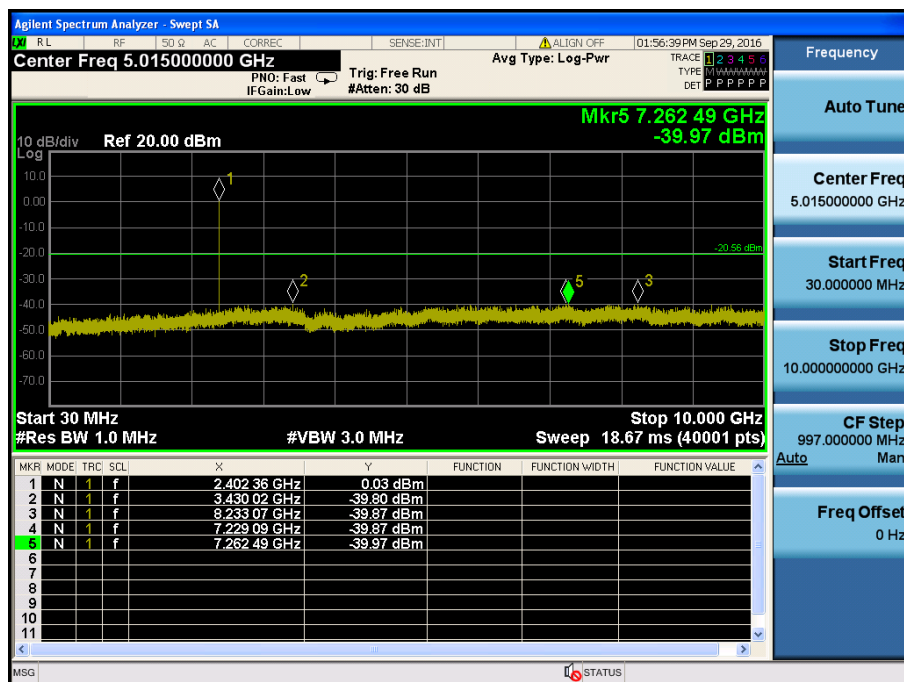 Agilent Spectrum Analyzer - Swept SA
LXI RL RF 50 Ω AC CORREC SENSE:INT ALIGN OFF 01:56:39 PM Sep 29, 2016
Center Freq 5.015000000 GHz
PNO: Fast
IFGain:Low
Trig: Free Run
#Atten: 30 dB
Avg Type: Log-Pwr
TRACE 1 2 3 4 5 6
TYPE M
DET P P P P P P
Mkr5 7.262 49 GHz
-39.97 dBm
10 dB/div Ref 20.00 dBm
Log
10.0
0.00
-10.0
-20.0
-30.0
-40.0
-50.0
-60.0
-70.0
1
2
5
3
-20.56 dBm
Start 30 MHz Stop 10.000 GHz
#Res BW 1.0 MHz #VBW 3.0 MHz Sweep 18.67 ms (40001 pts)
MKR MODE TRC SCL X Y FUNCTION FUNCTION WIDTH FUNCTION VALUE
1 N 1 f 2.402 36 GHz 0.03 dBm
2 N 1 f 3.430 02 GHz -39.80 dBm
3 N 1 f 8.233 07 GHz -39.87 dBm
4 N 1 f 7.229 09 GHz -39.87 dBm
5 N 1 f 7.262 49 GHz -39.97 dBm
6
7
8
9
10
11
MSG STATUS
Frequency
Auto Tune
Center Freq
5.015000000 GHz
Start Freq
30.000000 MHz
Stop Freq
10.000000000 GHz
CF Step
997.000000 MHz
Auto Man
Freq Offset
0 Hz